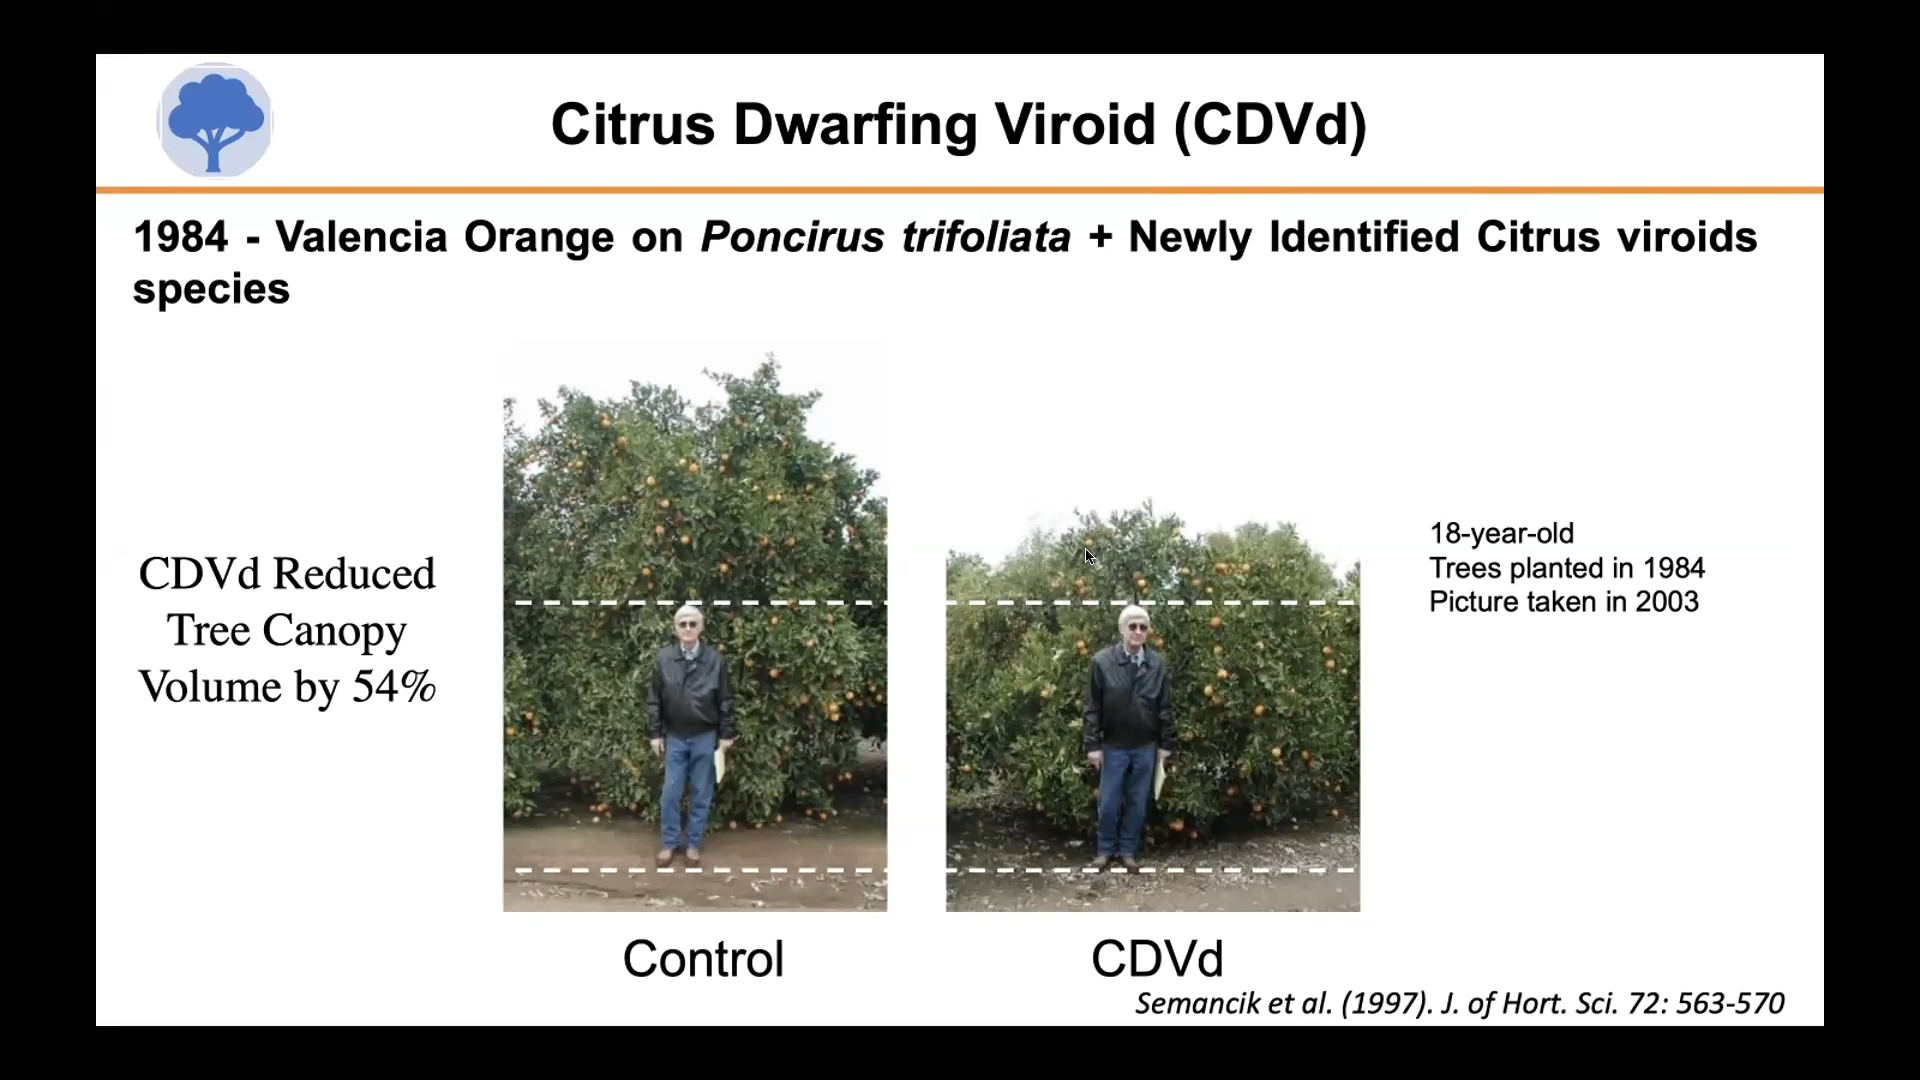 Citrus Dwarfing Viroid (CDVd)
1984 - Valencia Orange on Poncirus trifoliata + Newly Identified Citrus viroids
species
CDVd Reduced
Tree Canopy
Volume by 54%
18-year-old
Trees planted in 1984
Picture taken in 2003
Control
CDVd
Semancik et al. (1997). J. of Hort. Sci. 72: 563-570